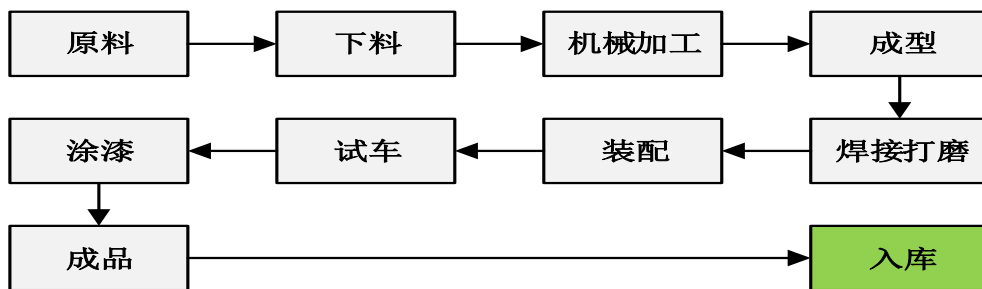 原料
下料
机械加工
成型
焊接打磨
装配
试车
涂漆
成品
入库